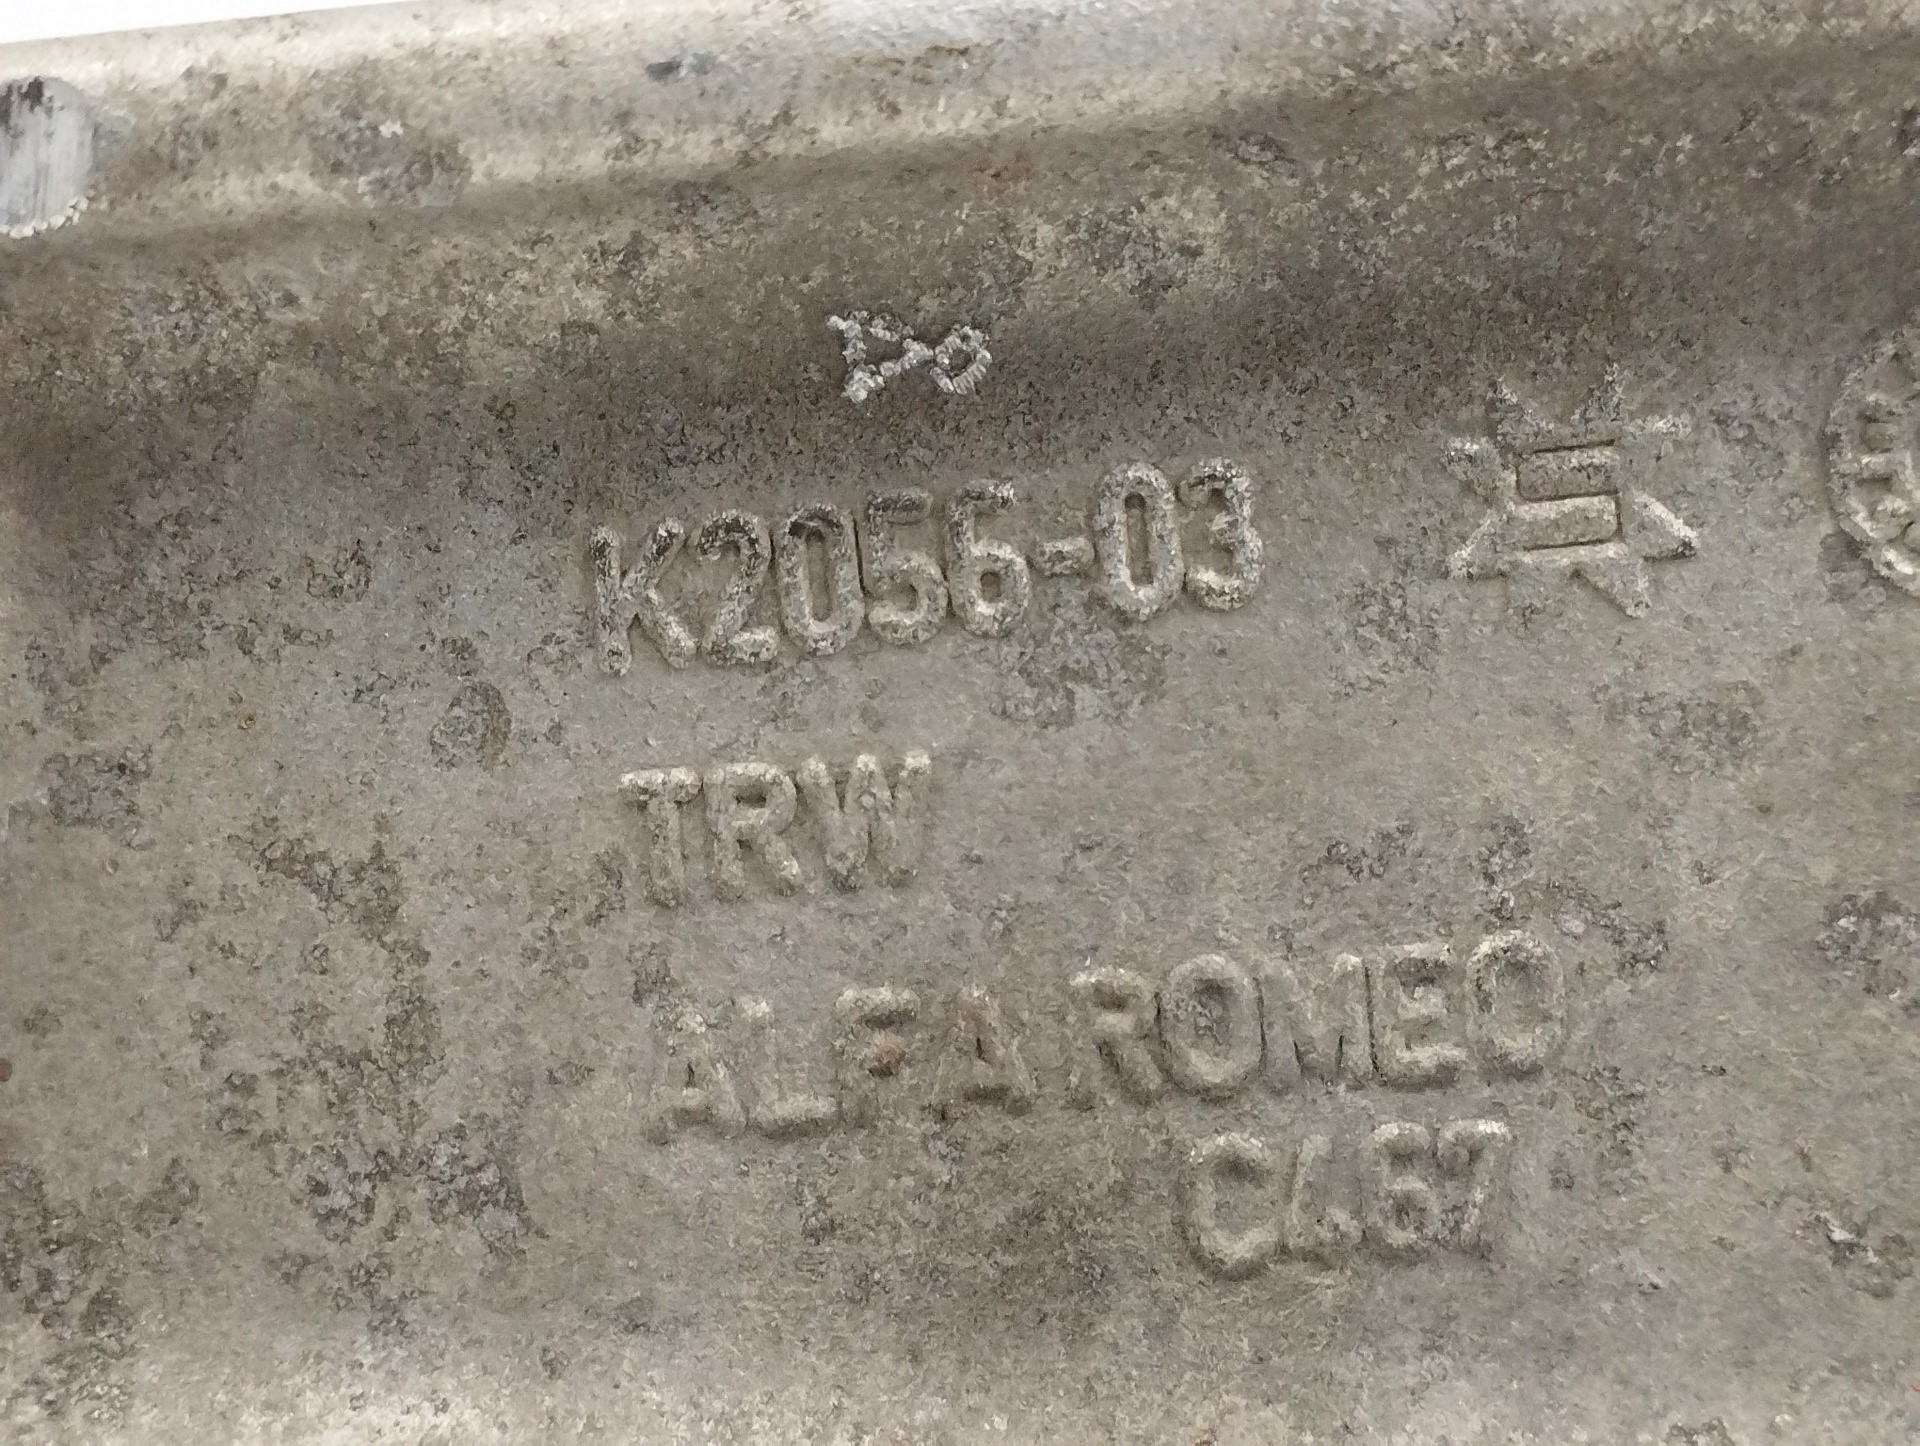 K2056-03
TRW
ALFA ROMEO
CL.67